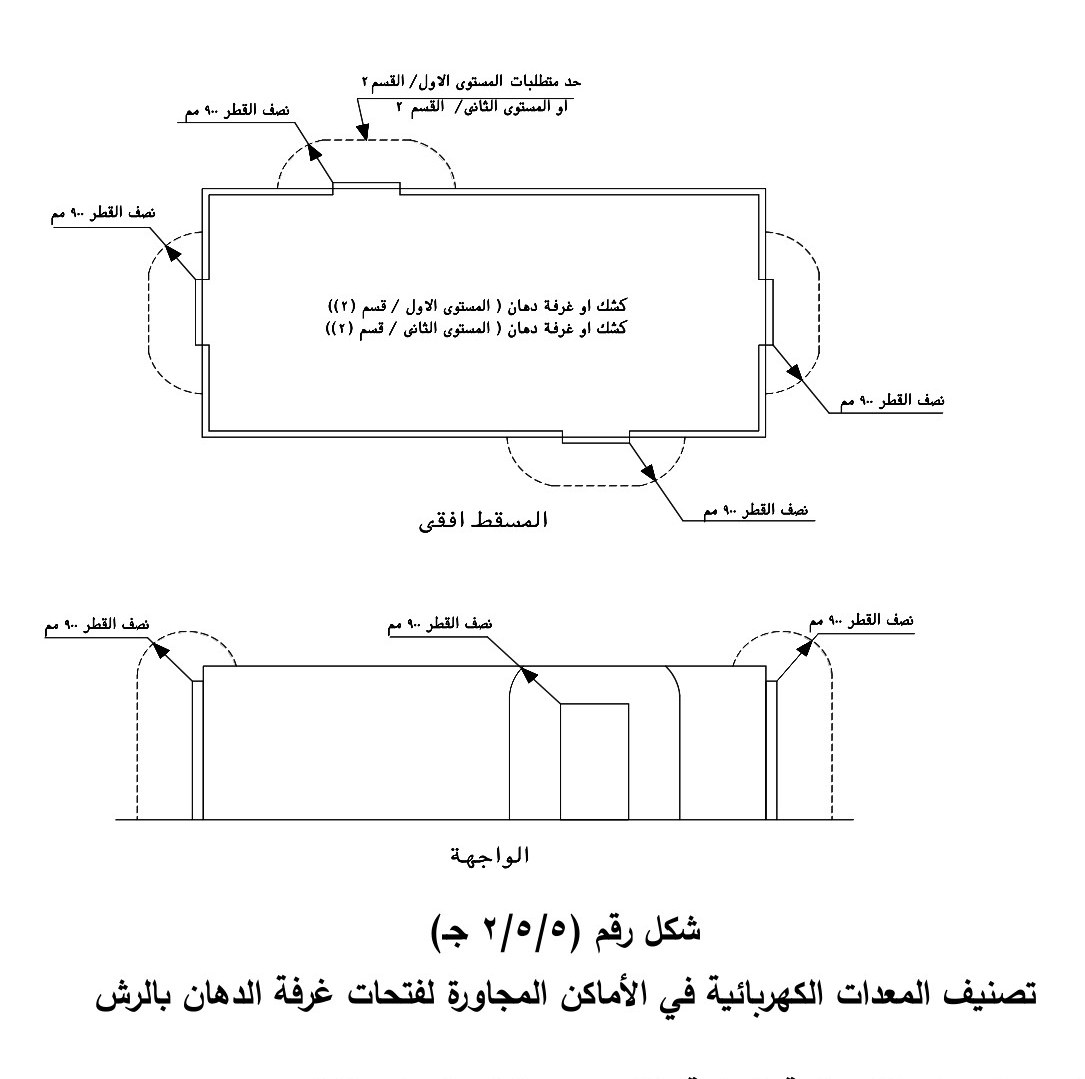 حد متطلبات المستوى الاول/ القسم ٢
او المستوى الثانى/ القسم ٢
نصف القطر ٩٠٠ مم
نصف القطر ٩٠٠ مم
كشك او غرفة دهان ( المستوى الاول / قسم (٢))
كشك او غرفة دهان ( المستوى الثانى / قسم (٢))
نصف القطر ٩٠٠ مم
نصف القطر ٩٠٠ مم
المسقط افقى
نصف القطر ٩٠٠ مم
نصف القطر ٩٠٠ مم
نصف القطر ٩٠٠ مم
الواجهة
شكل رقم (٢/٥/٥ جـ)
تصنيف المعدات الكهربائية في الأماكن المجاورة لفتحات غرفة الدهان بالرش